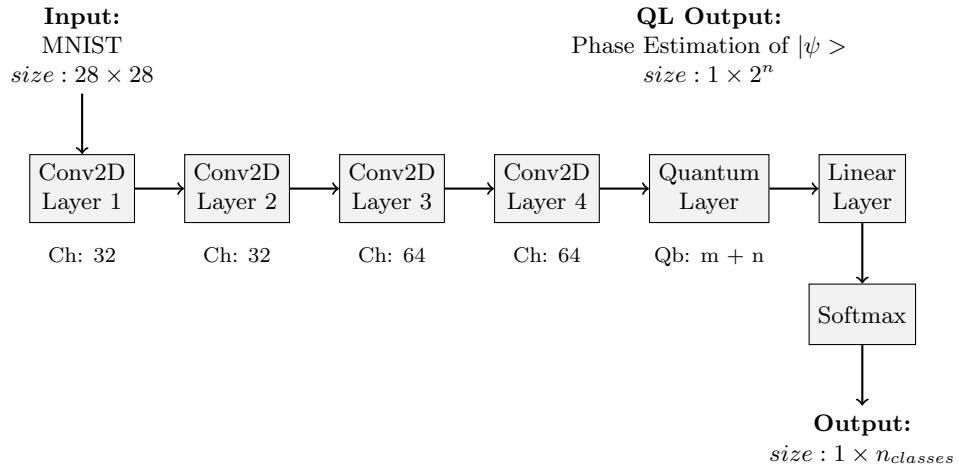 Input:
MNIST
size : 28 × 28
QL Output:
Phase Estimation of |ψ >
size : 1 × 2^n
Conv2D
Layer 1
Conv2D
Layer 2
Conv2D
Layer 3
Conv2D
Layer 4
Quantum
Layer
Linear
Layer
Ch: 32
Ch: 32
Ch: 64
Ch: 64
Qb: m + n
Softmax
Output:
size : 1 × n_classes